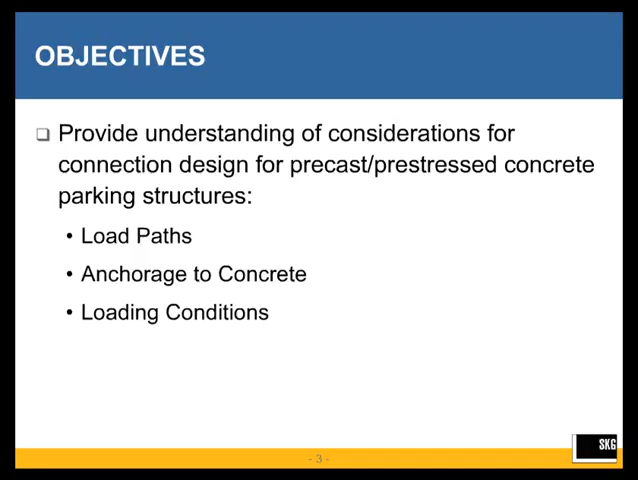 OBJECTIVES
Provide understanding of considerations for
connection design for precast/prestressed concrete
parking structures:
• Load Paths
• Anchorage to Concrete
• Loading Conditions
- 3 -
SKG